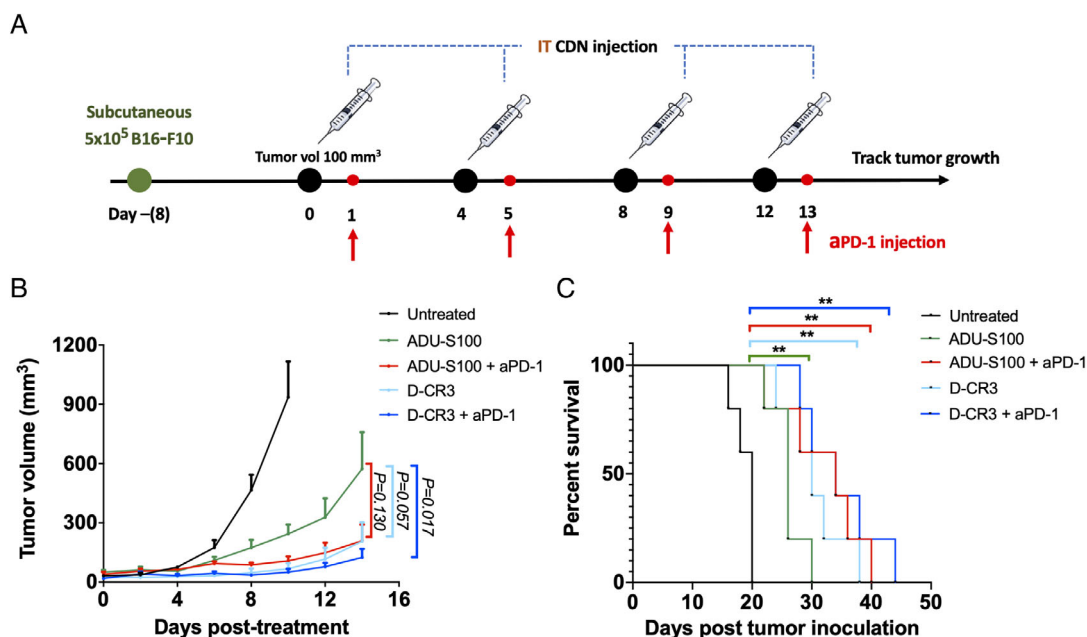 A
IT CDN injection
Subcutaneous
5x10⁵ B16-F10
Tumor vol 100 mm³
Track tumor growth
Day –(8)
0
1
4
5
8
9
12
13
aPD-1 injection
B
Untreated
ADU-S100
ADU-S100 + aPD-1
D-CR3
D-CR3 + aPD-1
1200
900
600
300
0
Tumor volume (mm³)
P=0.130
P=0.057
P=0.017
0
4
8
12
16
Days post-treatment
C
**
**
**
**
Untreated
ADU-S100
ADU-S100 + aPD-1
D-CR3
D-CR3 + aPD-1
100
50
0
Percent survival
0
10
20
30
40
50
Days post tumor inoculation